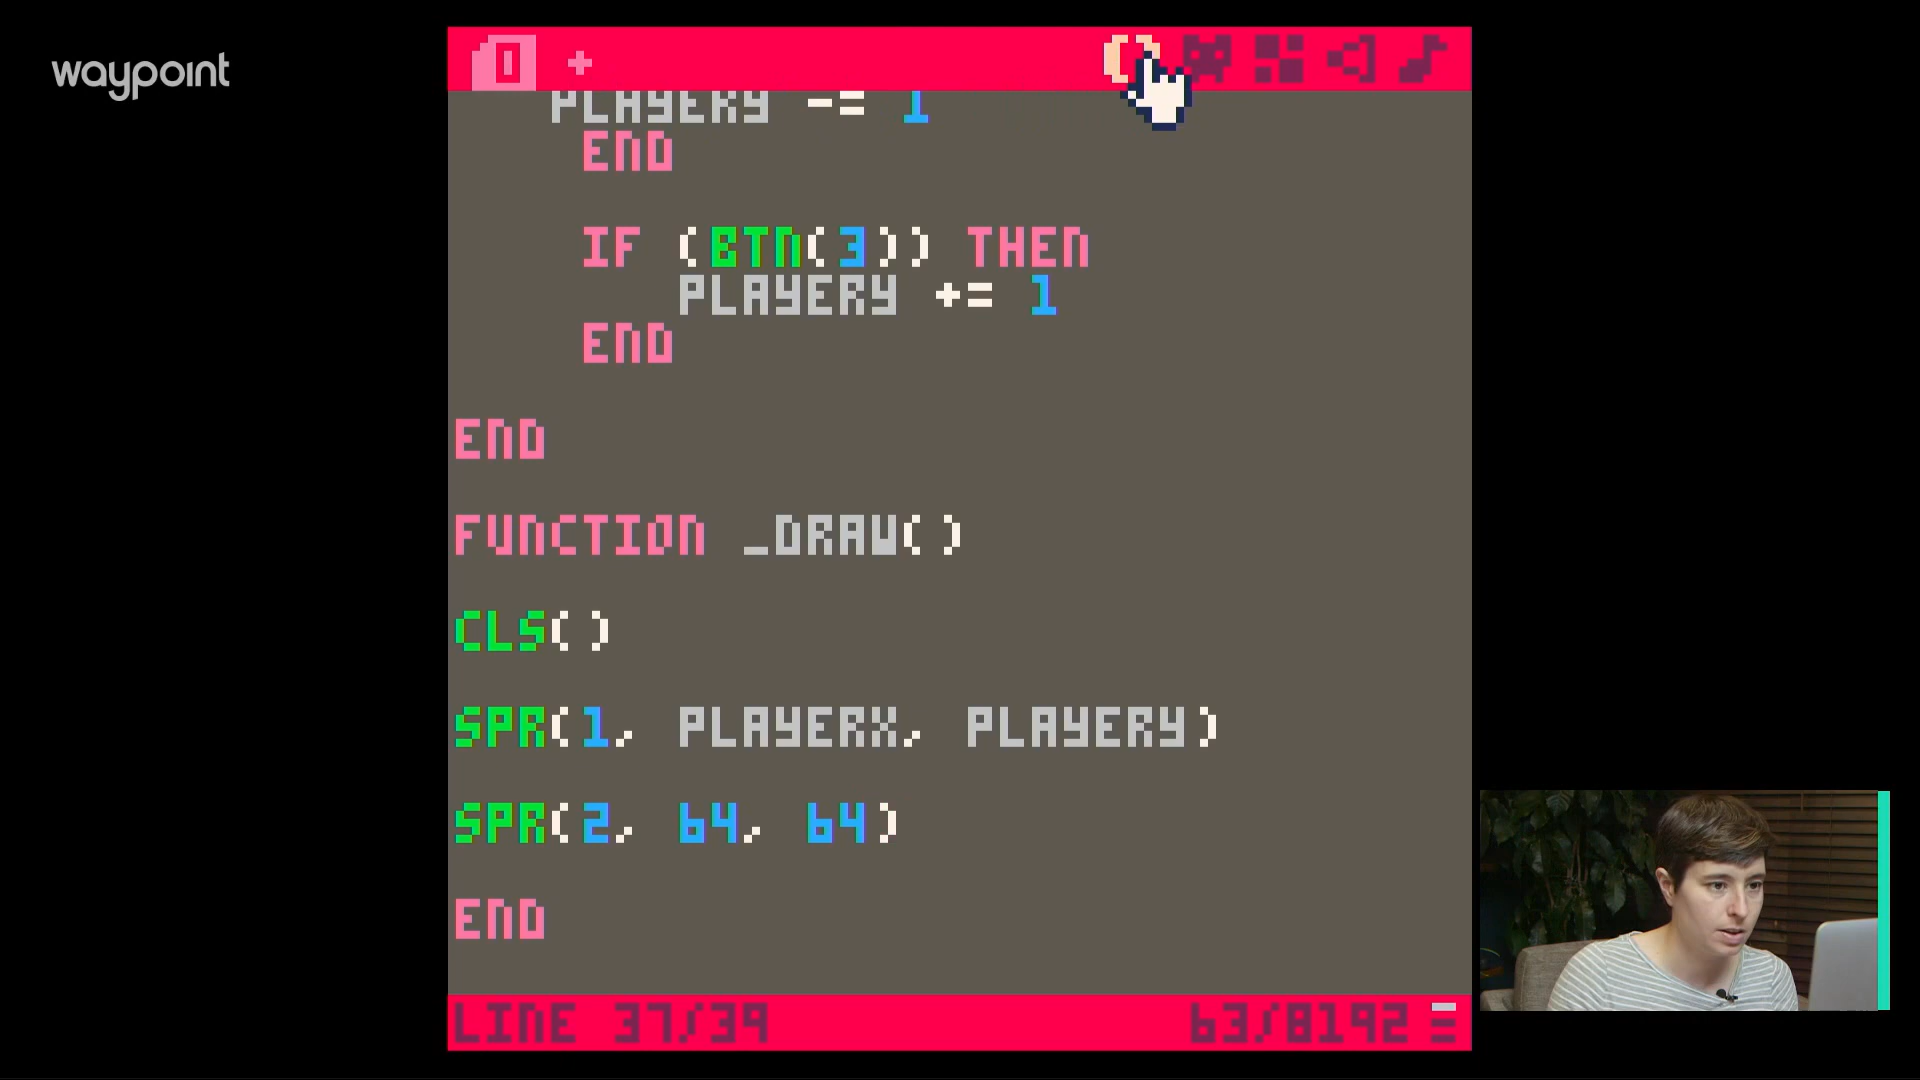 waypoint
0 +
PLAYERY -= 1
END
IF (BTN(3)) THEN
PLAYERY += 1
END
END
FUNCTION _DRAW()
CLS()
SPR(1, PLAYERX, PLAYERY)
SPR(2, 64, 64)
END
LINE 37/39 63/8192